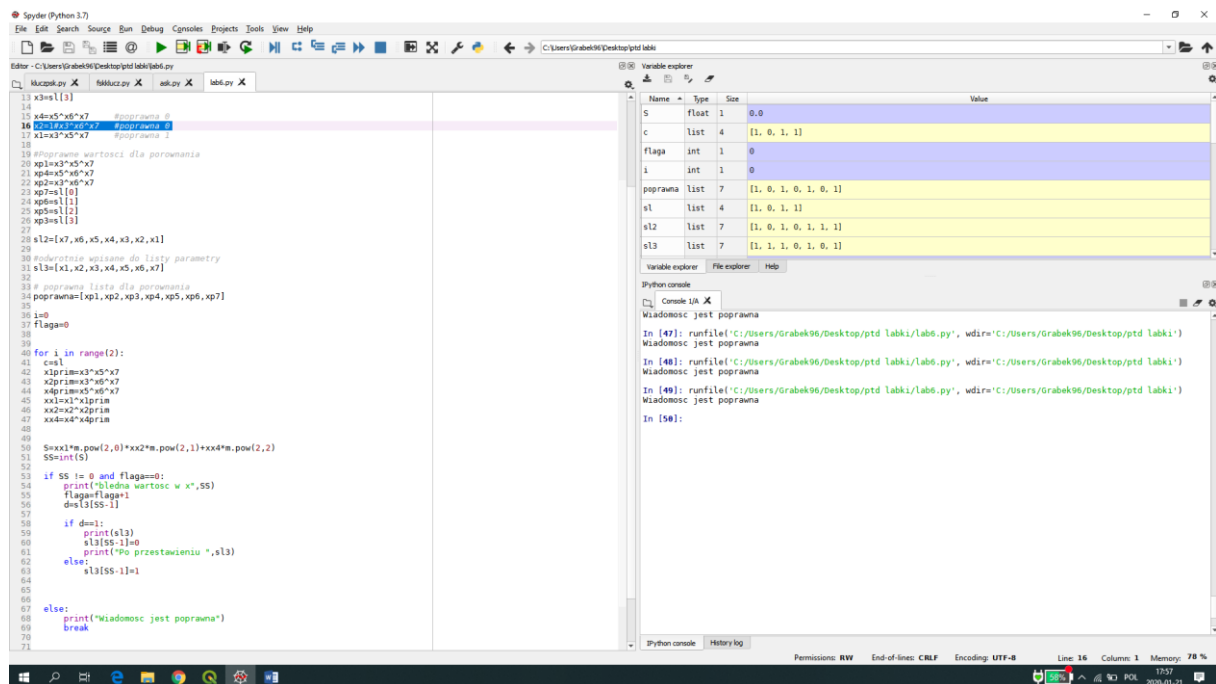 Spyder (Python 3.7)
File Edit Search Source Run Debug Consoles Projects Tools View Help
C:\Users\Grabek96\Desktop\ptd labki
Editor - C:\Users\Grabek96\Desktop\ptd labki\lab6.py
kluczpsk.py X fskklucz.py X ask.py X lab6.py X
13 x3=sl[3]
14
15 x4=x5^x6^x7 #poprawna 0
16 x2=1#x3^x6^x7 #poprawna 0
17 x1=x3^x5^x7 #poprawna 1
18
19 #Poprawne wartosci dla porownania
20 xp1=x3^x5^x7
21 xp4=x5^x6^x7
22 xp2=x3^x6^x7
23 xp7=sl[0]
24 xp6=sl[1]
25 xp5=sl[2]
26 xp3=sl[3]
27
28 sl2=[x7,x6,x5,x4,x3,x2,x1]
29
30 #odwrotnie wpisane do listy parametry
31 sl3=[x1,x2,x3,x4,x5,x6,x7]
32
33 # poprawna lista dla porownania
34 poprawna=[xp1,xp2,xp3,xp4,xp5,xp6,xp7]
35
36 i=0
37 flaga=0
38
39
40 for i in range(2):
41 c=sl
42 x1prim=x3^x5^x7
43 x2prim=x3^x6^x7
44 x4prim=x5^x6^x7
45 xx1=x1^x1prim
46 xx2=x2^x2prim
47 xx4=x4^x4prim
48
49
50 S=xx1*m.pow(2,0)*xx2*m.pow(2,1)+xx4*m.pow(2,2)
51 SS=int(S)
52
53 if SS != 0 and flaga==0:
54 print("bledna wartosc w x",SS)
55 flaga=flaga+1
56 d=sl3[SS-1]
57
58 if d==1:
59 print(sl3)
60 sl3[SS-1]=0
61 print("Po przestawieniu ",sl3)
62 else:
63 sl3[SS-1]=1
64
65
66
67 else:
68 print("Wiadomosc jest poprawna")
69 break
70
71
Variable explorer
Name Type Size Value
S float 1 0.0
c list 4 [1, 0, 1, 1]
flaga int 1 0
i int 1 0
poprawna list 7 [1, 0, 1, 0, 1, 0, 1]
sl list 4 [1, 0, 1, 1]
sl2 list 7 [1, 0, 1, 0, 1, 1, 1]
sl3 list 7 [1, 1, 1, 0, 1, 0, 1]
Variable explorer File explorer Help
IPython console
Console 1/A X
Wiadomosc jest poprawna
In [47]: runfile('C:/Users/Grabek96/Desktop/ptd labki/lab6.py', wdir='C:/Users/Grabek96/Desktop/ptd labki')
Wiadomosc jest poprawna
In [48]: runfile('C:/Users/Grabek96/Desktop/ptd labki/lab6.py', wdir='C:/Users/Grabek96/Desktop/ptd labki')
Wiadomosc jest poprawna
In [49]: runfile('C:/Users/Grabek96/Desktop/ptd labki/lab6.py', wdir='C:/Users/Grabek96/Desktop/ptd labki')
Wiadomosc jest poprawna
In [50]:
IPython console History log
Permissions: RW End-of-lines: CRLF Encoding: UTF-8 Line: 16 Column: 1 Memory: 78 %
58% POL 17:57
2020-01-21